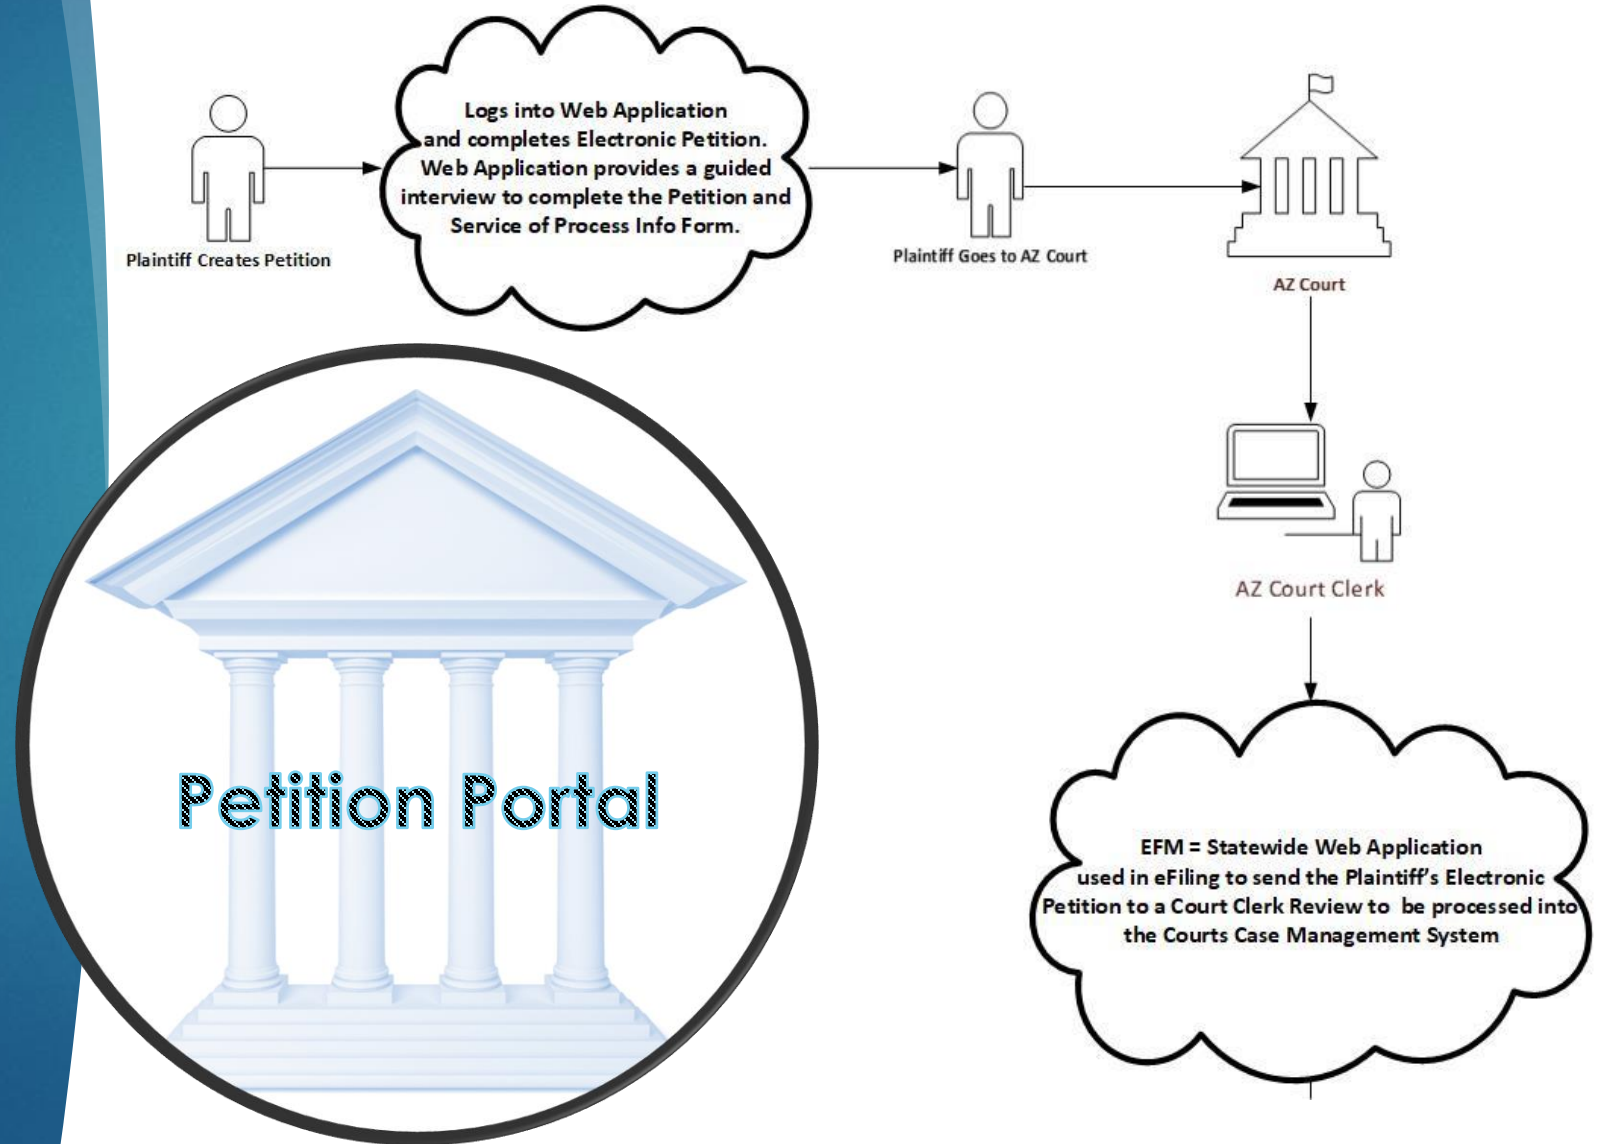 Logs into Web Application
and completes Electronic Petition.
Web Application provides a guided
interview to complete the Petition and
Service of Process Info Form.
Plaintiff Creates Petition
Plaintiff Goes to AZ Court
AZ Court
AZ Court Clerk
Petition Portal
EFM = Statewide Web Application
used in eFiling to send the Plaintiff's Electronic
Petition to a Court Clerk Review to be processed into
the Courts Case Management System